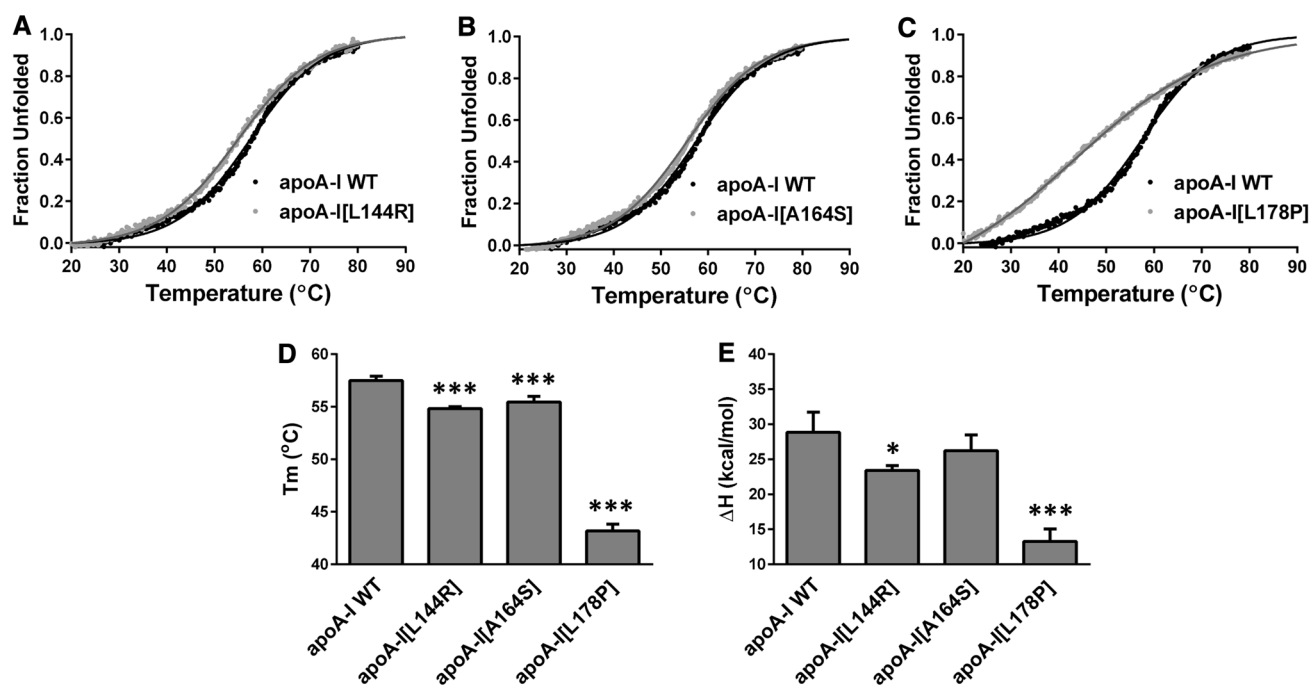 A
Fraction Unfolded
1.0
0.8
0.6
0.4
0.2
0.0
apoA-I WT
apoA-I[L144R]
20 30 40 50 60 70 80 90
Temperature (°C)
B
Fraction Unfolded
1.0
0.8
0.6
0.4
0.2
0.0
apoA-I WT
apoA-I[A164S]
20 30 40 50 60 70 80 90
Temperature (°C)
C
Fraction Unfolded
1.0
0.8
0.6
0.4
0.2
0.0
apoA-I WT
apoA-I[L178P]
20 30 40 50 60 70 80 90
Temperature (°C)
D
Tm (°C)
60
55
50
45
40
***
***
***
apoA-I WT
apoA-I[L144R]
apoA-I[A164S]
apoA-I[L178P]
E
ΔH (kcal/mol)
40
35
30
25
20
15
10
*
***
apoA-I WT
apoA-I[L144R]
apoA-I[A164S]
apoA-I[L178P]